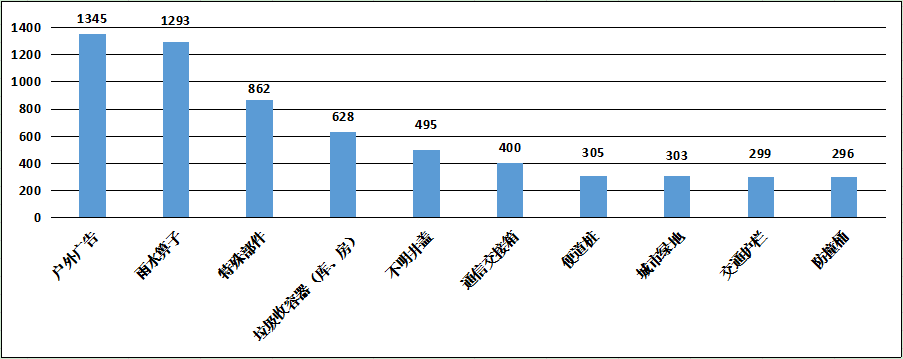 1400
1200
1000
800
600
400
200
0
1345
1293
862
628
495
400
305
303
299
296
户外广告
雨水箅子
特殊部件
垃圾收容器（库、房）
不明井盖
通信交接箱
便道桩
城市绿地
交通护栏
防撞桶